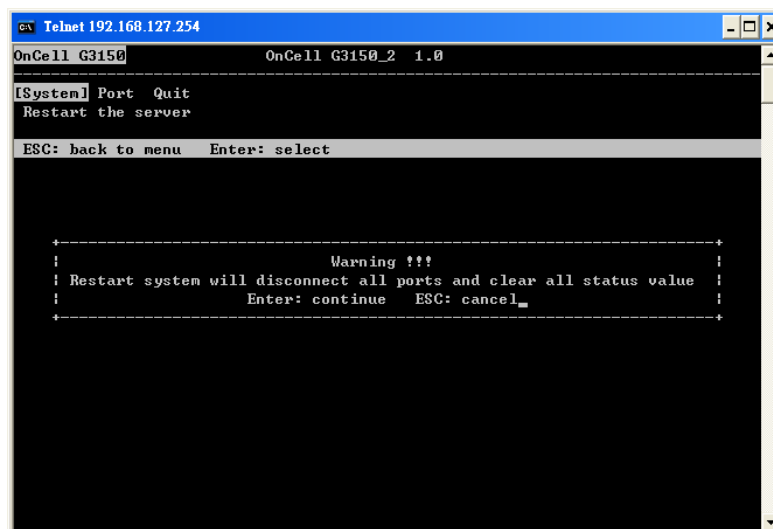 Telnet 192.168.127.254
OnCell G3150 OnCell G3150_2 1.0
[System] Port Quit
Restart the server
ESC: back to menu Enter: select
Warning !!!
Restart system will disconnect all ports and clear all status value
Enter: continue ESC: cancel_